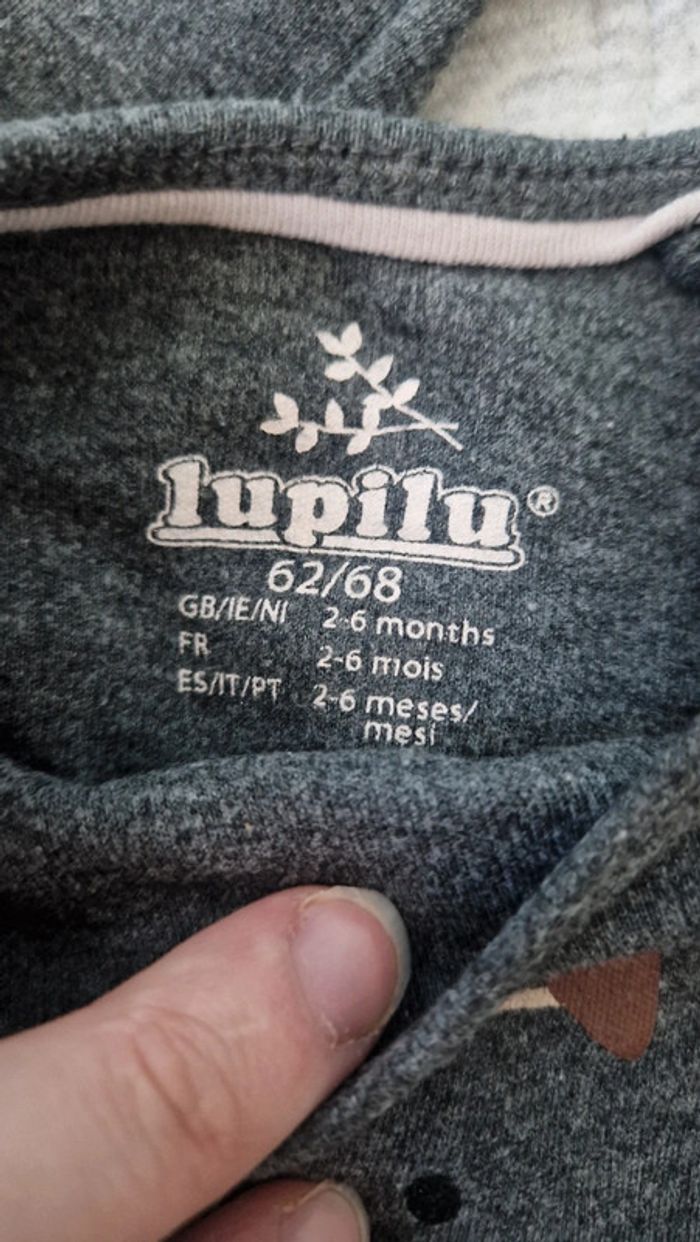 lupilu®
62/68
GB/IE/NI 2-6 months
FR 2-6 mois
ES/IT/PT 2-6 meses/
mesi